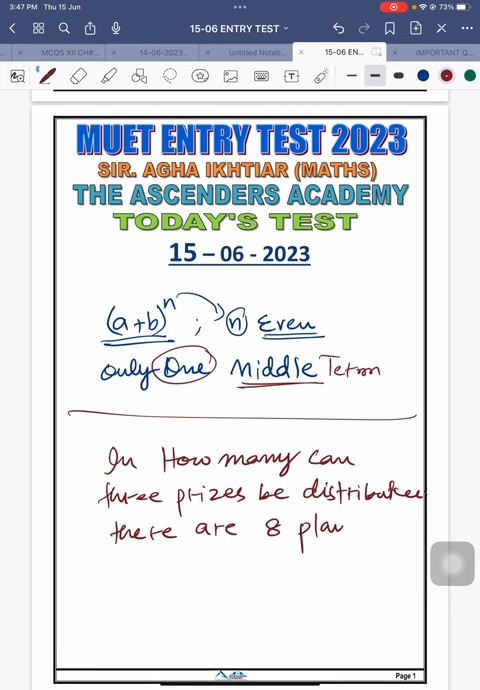 3:47 PM Thu 15 Jun
73%
15-06 ENTRY TEST
MCQS XII CH#...
14-06-2023...
Untitled Noteb...
15-06 EN...
IMPORTANT Q...
MUET ENTRY TEST 2023
SIR. AGHA IKHTIAR (MATHS)
THE ASCENDERS ACADEMY
TODAY'S TEST
15 – 06 - 2023
(a+b)^n ; n Even
only One Middle Term
In How many can
three prizes be distributed
there are 8 plav
Page 1